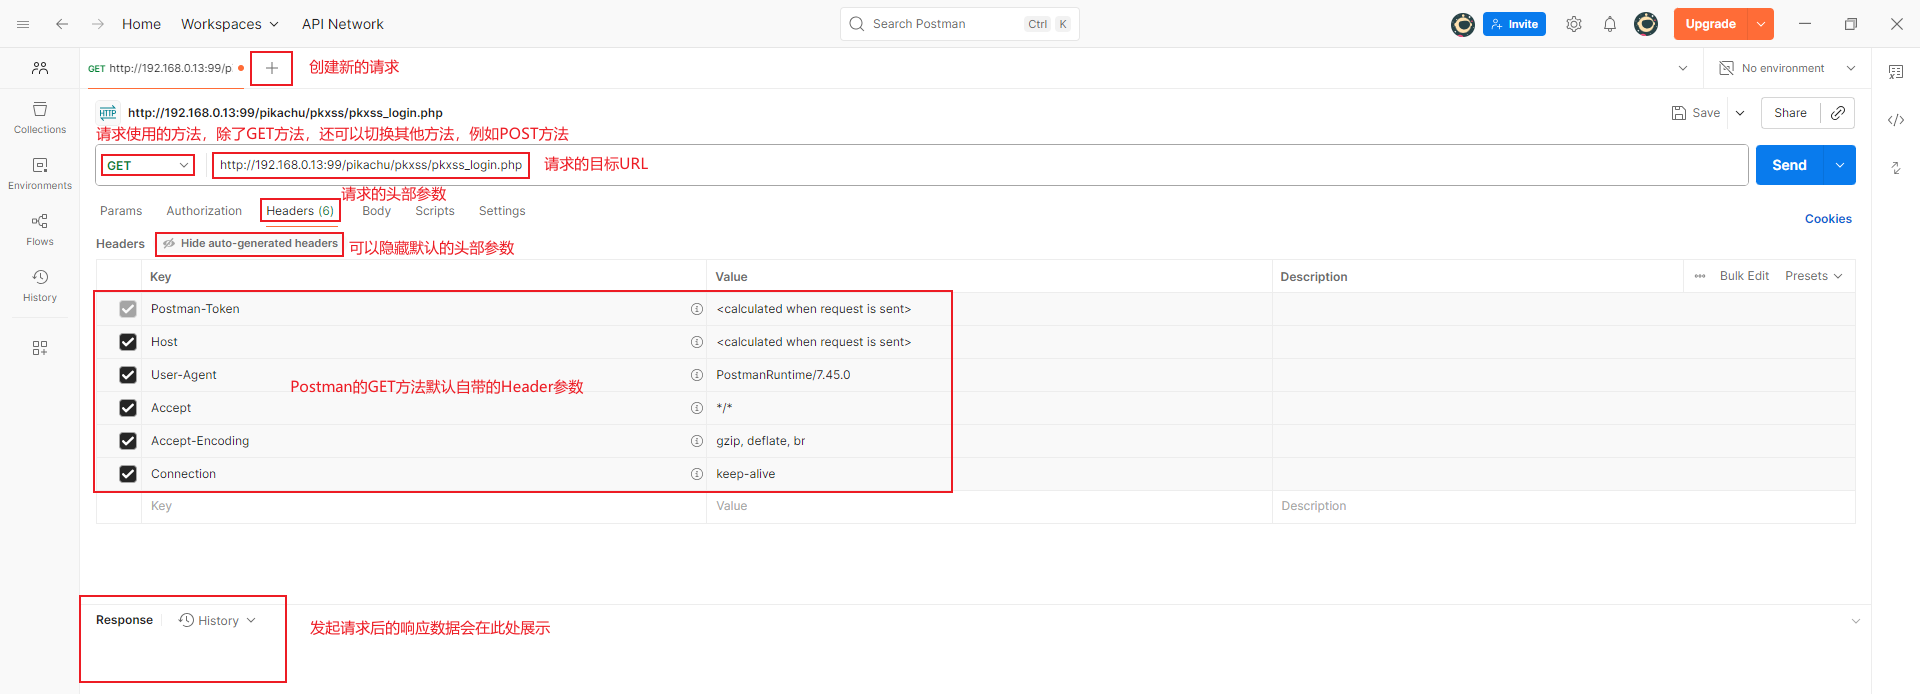 Home Workspaces API Network Search Postman Ctrl K Invite Upgrade
GET http://192.168.0.13:99/p 创建新的请求 No environment
Collections
Environments
Flows
History
HTTP http://192.168.0.13:99/pikachu/pkxss/pkxss_login.php Save Share
请求使用的方法，除了GET方法，还可以切换其他方法，例如POST方法
GET http://192.168.0.13:99/pikachu/pkxss/pkxss_login.php 请求的目标URL Send
请求的头部参数
Params Authorization Headers (6) Body Scripts Settings Cookies
Headers Hide auto-generated headers 可以隐藏默认的头部参数
Key Value Description Bulk Edit Presets
Postman-Token <calculated when request is sent>
Host <calculated when request is sent>
User-Agent PostmanRuntime/7.45.0
Postman的GET方法默认自带的Header参数
Accept */*
Accept-Encoding gzip, deflate, br
Connection keep-alive
Key Value Description
Response History 发起请求后的响应数据会在此处展示